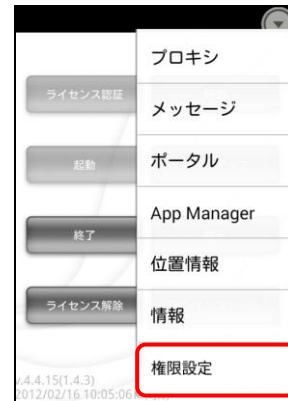 プロキシ
ライセンス認証
メッセージ
起動
ポータル
App Manager
終了
位置情報
ライセンス解除
情報
権限設定
v.4.4.15(1.4.3)
2012/02/16 10:05:06